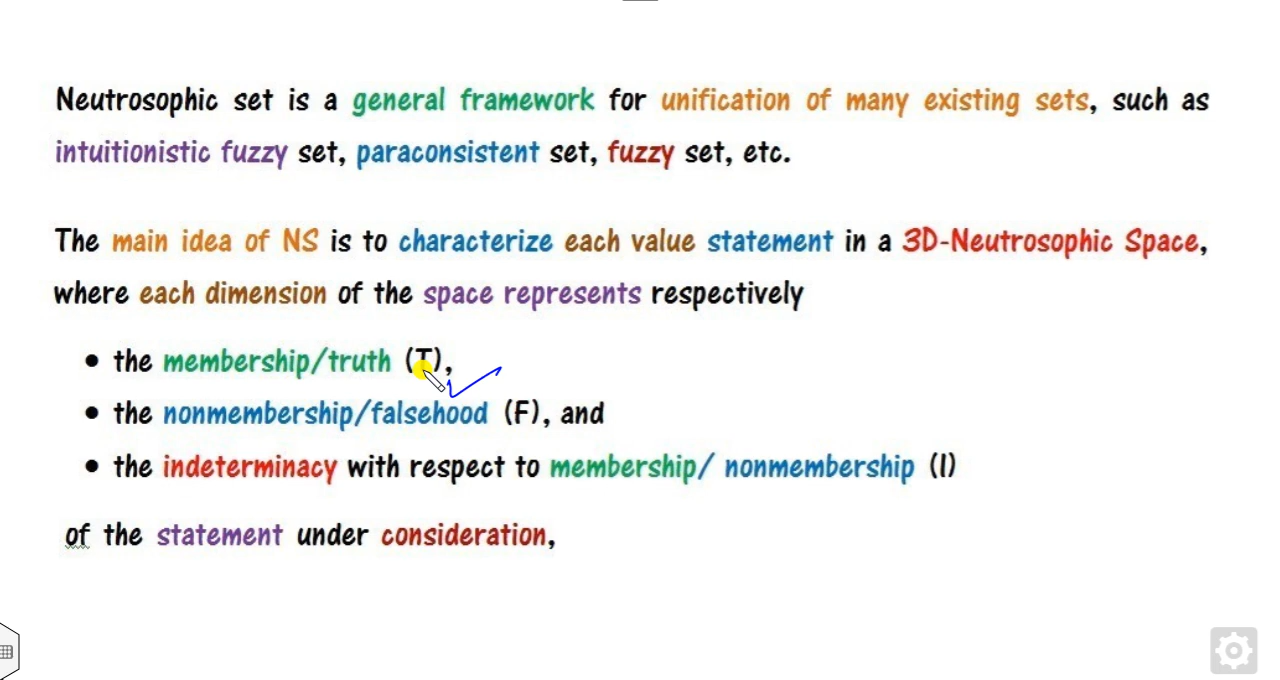 Neutrosophic set is a general framework for unification of many existing sets, such as
intuitionistic fuzzy set, paraconsistent set, fuzzy set, etc.
The main idea of NS is to characterize each value statement in a 3D-Neutrosophic Space,
where each dimension of the space represents respectively
• the membership/truth (T),
• the nonmembership/falsehood (F), and
• the indeterminacy with respect to membership/ nonmembership (I)
of the statement under consideration,